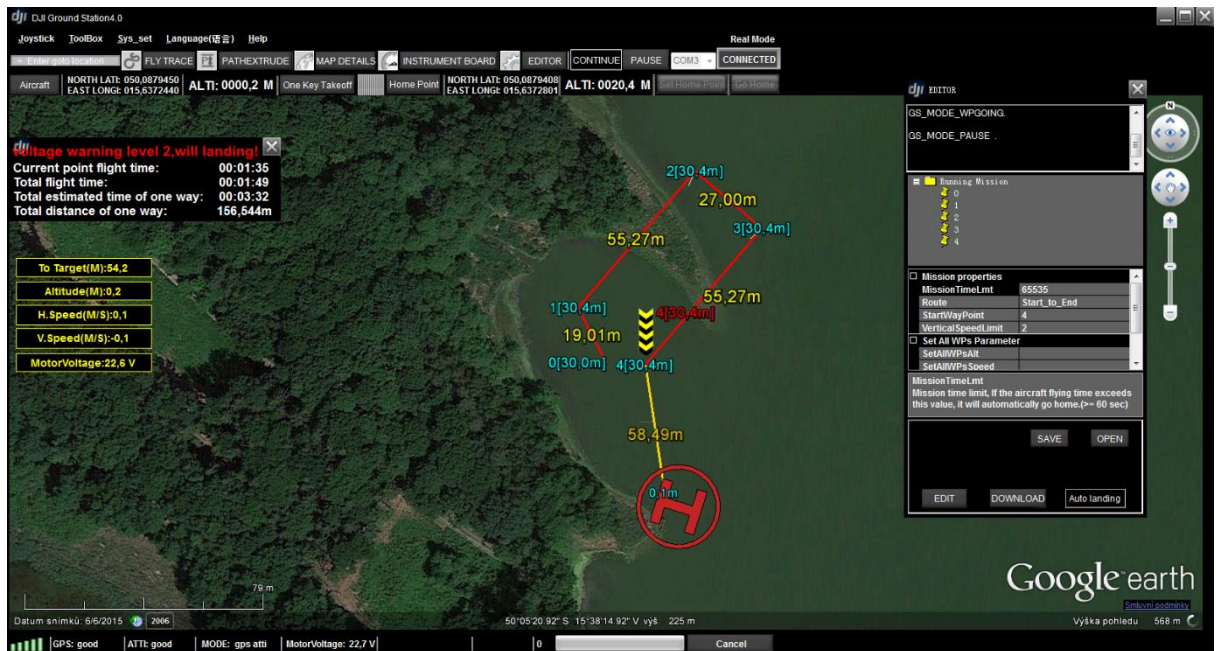 dji DJI Ground Station4.0
Joystick ToolBox Sys_set Language(语言) Help
Real Mode
Enter goto location FLY TRACE PATHEXTRUDE MAP DETAILS INSTRUMENT BOARD EDITOR CONTINUE PAUSE COM3 CONNECTED
Aircraft NORTH LATI: 050,0879450 ALTI: 0000,2 M One Key Takeoff Home Point NORTH LATI: 050,0879408 ALTI: 0020,4 M Set Home Point Go Home
EAST LONGI: 015,6372440 EAST LONGI: 015,6372801
voltage warning level 2,will landing!
Current point flight time: 00:01:35
Total flight time: 00:01:49
Total estimated time of one way: 00:03:32
Total distance of one way: 156,544m
To Target(M):54,2
Altitude(M):0,2
H.Speed(M/S):0,1
V.Speed(M/S):-0,1
MotorVoltage:22,6 V
2[30,4m]
27,00m
3[30,4m]
55,27m
55,27m
1[30,4m]
4[30,4m]
19,01m
0[30,0m]
4[30,4m]
58,49m
0,1m
H
dji EDITOR
GS_MODE_WPGOING.
GS_MODE_PAUSE .
Running Mission
0
1
2
3
4
Mission properties
MissionTimeLmt 65535
Route Start_to_End
StartWayPoint 4
VerticalSpeedLimit 2
Set All WPs Parameter
SetAllWPsAlt
SetAllWPsSpeed
MissionTimeLmt
Mission time limit, If the aircraft flying time exceeds
this value, it will automatically go home.(>= 60 sec)
SAVE OPEN
EDIT DOWNLOAD Auto landing
N
Google earth
Smluvní podmínky
79 m
Datum snímků: 6/6/2015 2006
50°05'20.92" S 15°38'14.92" V výš. 225 m
Výška pohledu 568 m
GPS: good ATTI: good MODE: gps atti MotorVoltage: 22,7 V 0 Cancel